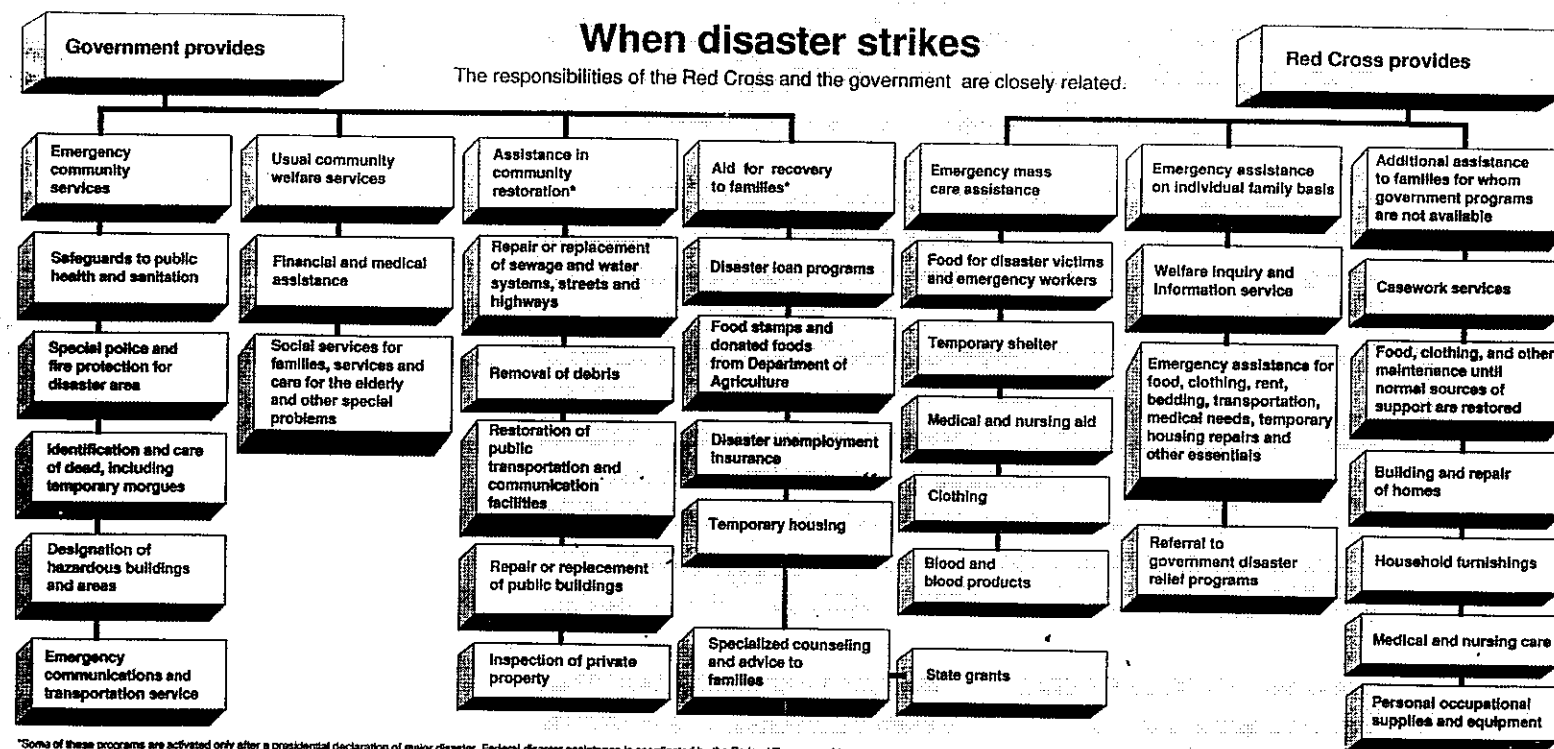 When disaster strikes
The responsibilities of the Red Cross and the government are closely related.
Government provides
Emergency
community
services
Safeguards to public
health and sanitation
Special police and
fire protection for
disaster area
Identification and care
of dead, including
temporary morgues
Designation of
hazardous buildings
and areas
Emergency
communications and
transportation service
Usual community
welfare services
Financial and medical
assistance
Social services for
families, services and
care for the elderly
and other special
problems
Assistance in
community
restoration*
Repair or replacement
of sewage and water
systems, streets and
highways
Removal of debris
Restoration of
public
transportation and
communication
facilities
Repair or replacement
of public buildings
Inspection of private
property
Aid for recovery
to families*
Disaster loan programs
Food stamps and
donated foods
from Department of
Agriculture
Disaster unemployment
insurance
Temporary housing
Specialized counseling
and advice to
families
State grants
Red Cross provides
Emergency mass
care assistance
Food for disaster victims
and emergency workers
Temporary shelter
Medical and nursing aid
Clothing
Blood and
blood products
Emergency assistance
on individual family basis
Welfare inquiry and
information service
Emergency assistance for
food, clothing, rent,
bedding, transportation,
medical needs, temporary
housing repairs and
other essentials
Referral to
government disaster
relief programs
Additional assistance
to families for whom
government programs
are not available
Casework services
Food, clothing, and other
maintenance until
normal sources of
support are restored
Building and repair
of homes
Household furnishings
Medical and nursing care
Personal occupational
supplies and equipment
*Some of these programs are activated only after a presidential declaration of major disaster. Federal disaster assistance is coordinated by the Federal